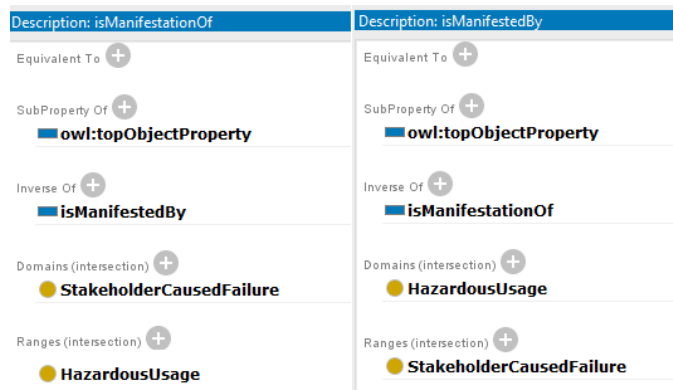 Description: isManifestationOf
Equivalent To
SubProperty Of
owl:topObjectProperty
Inverse Of
isManifestedBy
Domains (intersection)
StakeholderCausedFailure
Ranges (intersection)
HazardousUsage
Description: isManifestedBy
Equivalent To
SubProperty Of
owl:topObjectProperty
Inverse Of
isManifestationOf
Domains (intersection)
HazardousUsage
Ranges (intersection)
StakeholderCausedFailure